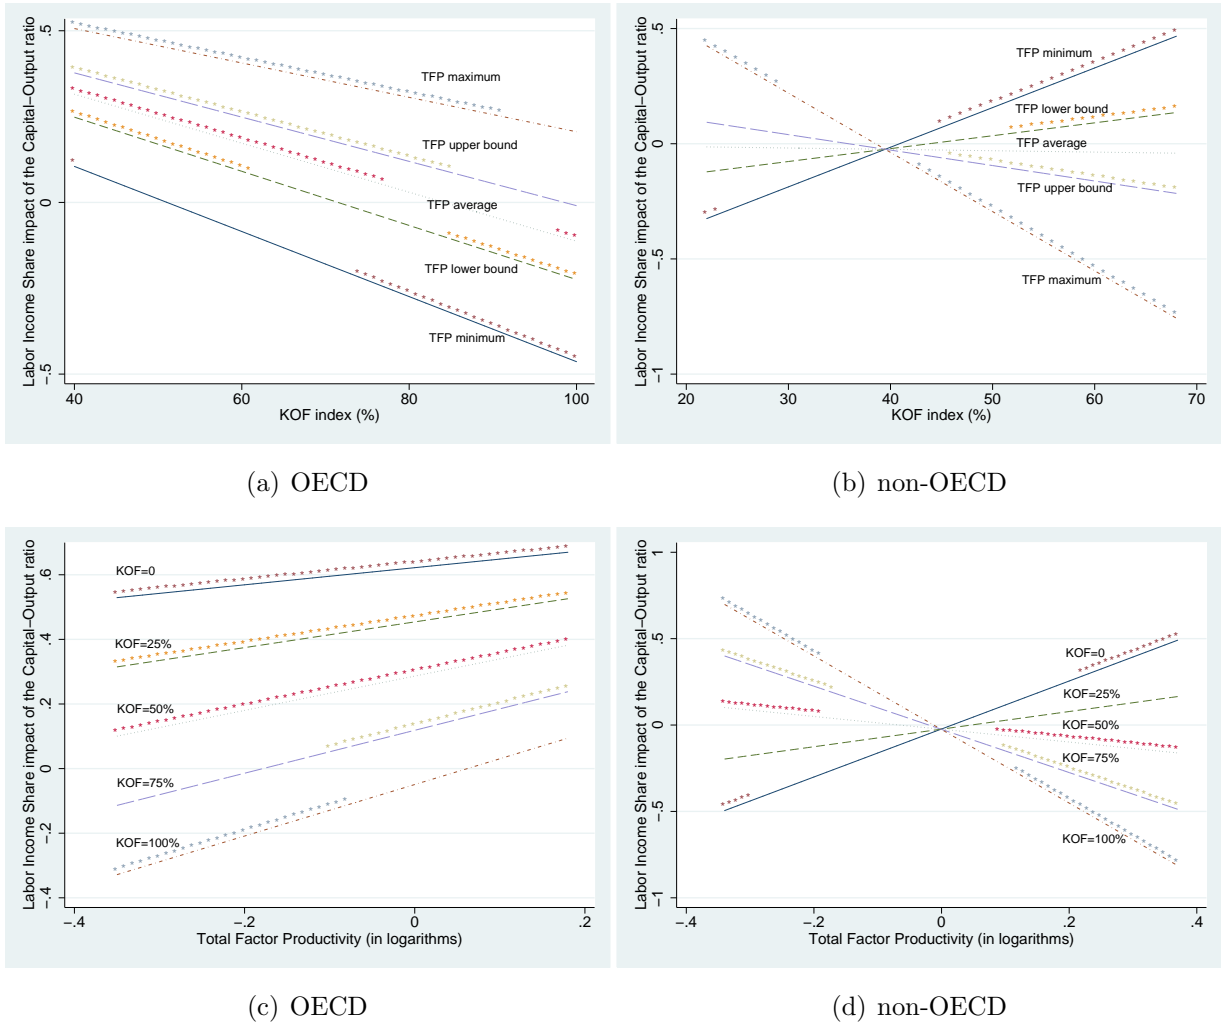 Labor Income Share impact of the Capital−Output ratio
.5
0
−.5
TFP maximum
TFP upper bound
TFP average
TFP lower bound
TFP minimum
40
60
80
100
KOF index (%)
(a) OECD
Labor Income Share impact of the Capital−Output ratio
.5
0
−.5
−1
TFP minimum
TFP lower bound
TFP average
TFP upper bound
TFP maximum
20
30
40
50
60
70
KOF index (%)
(b) non-OECD
Labor Income Share impact of the Capital−Output ratio
.6
.4
.2
0
−.2
−.4
KOF=0
KOF=25%
KOF=50%
KOF=75%
KOF=100%
−.4
−.2
0
.2
Total Factor Productivity (in logarithms)
(c) OECD
Labor Income Share impact of the Capital−Output ratio
1
.5
0
−.5
−1
KOF=0
KOF=25%
KOF=50%
KOF=75%
KOF=100%
−.4
−.2
0
.2
.4
Total Factor Productivity (in logarithms)
(d) non-OECD